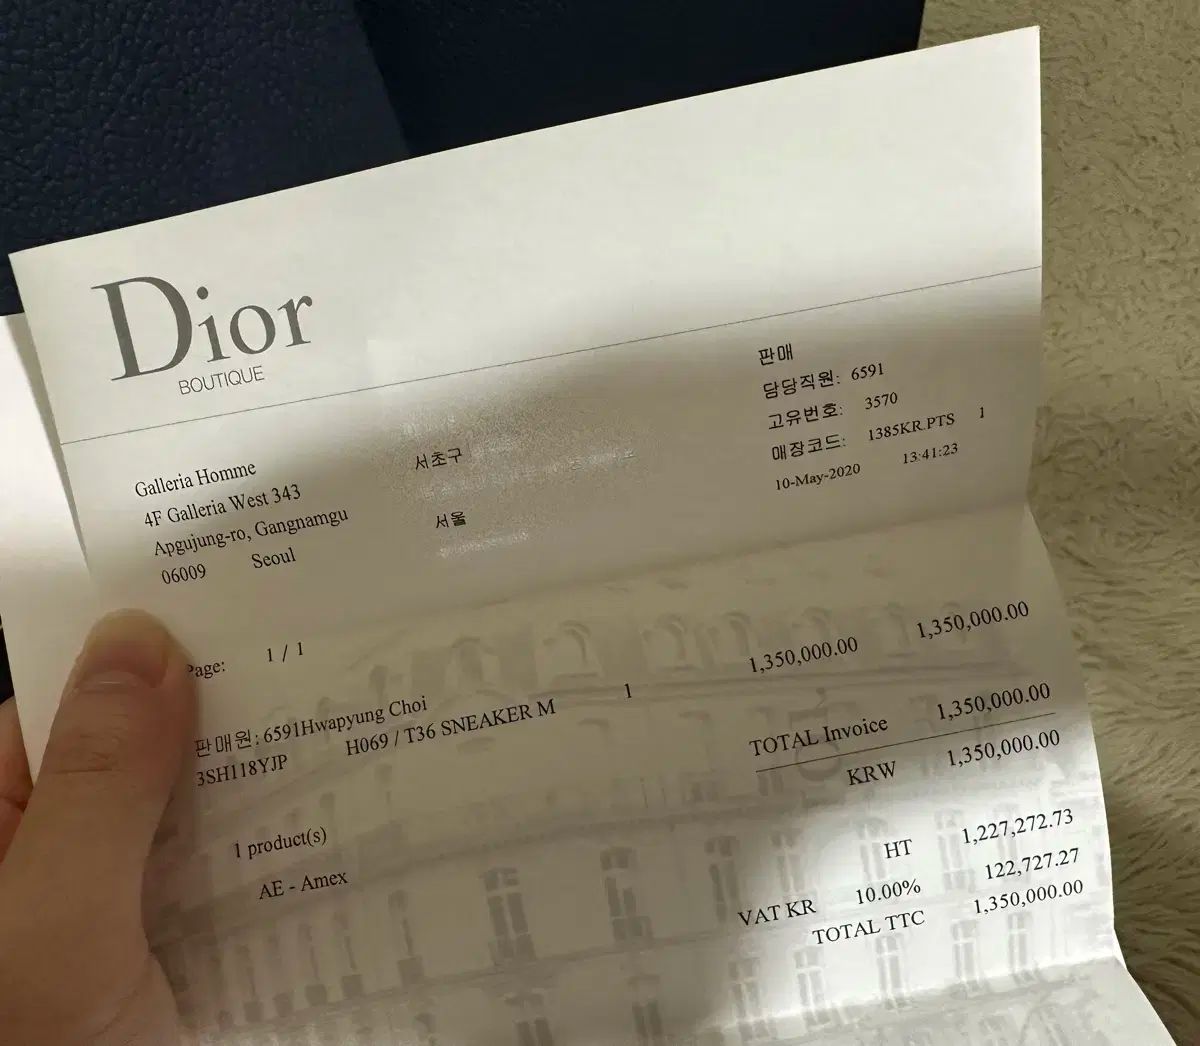 Dior
BOUTIQUE
판매
담당직원: 6591
고유번호: 3570
매장코드: 1385KR.PTS 1
10-May-2020 13:41:23
Galleria Homme
4F Galleria West 343
Apgujung-ro, Gangnamgu
06009 Seoul
서초구
서울
Page: 1 / 1
판매원: 6591Hwapyung Choi
3SH118YJP H069 / T36 SNEAKER M 1 1,350,000.00 1,350,000.00
TOTAL Invoice 1,350,000.00
KRW 1,350,000.00
1 product(s)
AE - Amex
HT 1,227,272.73
VAT KR 10.00% 122,727.27
TOTAL TTC 1,350,000.00